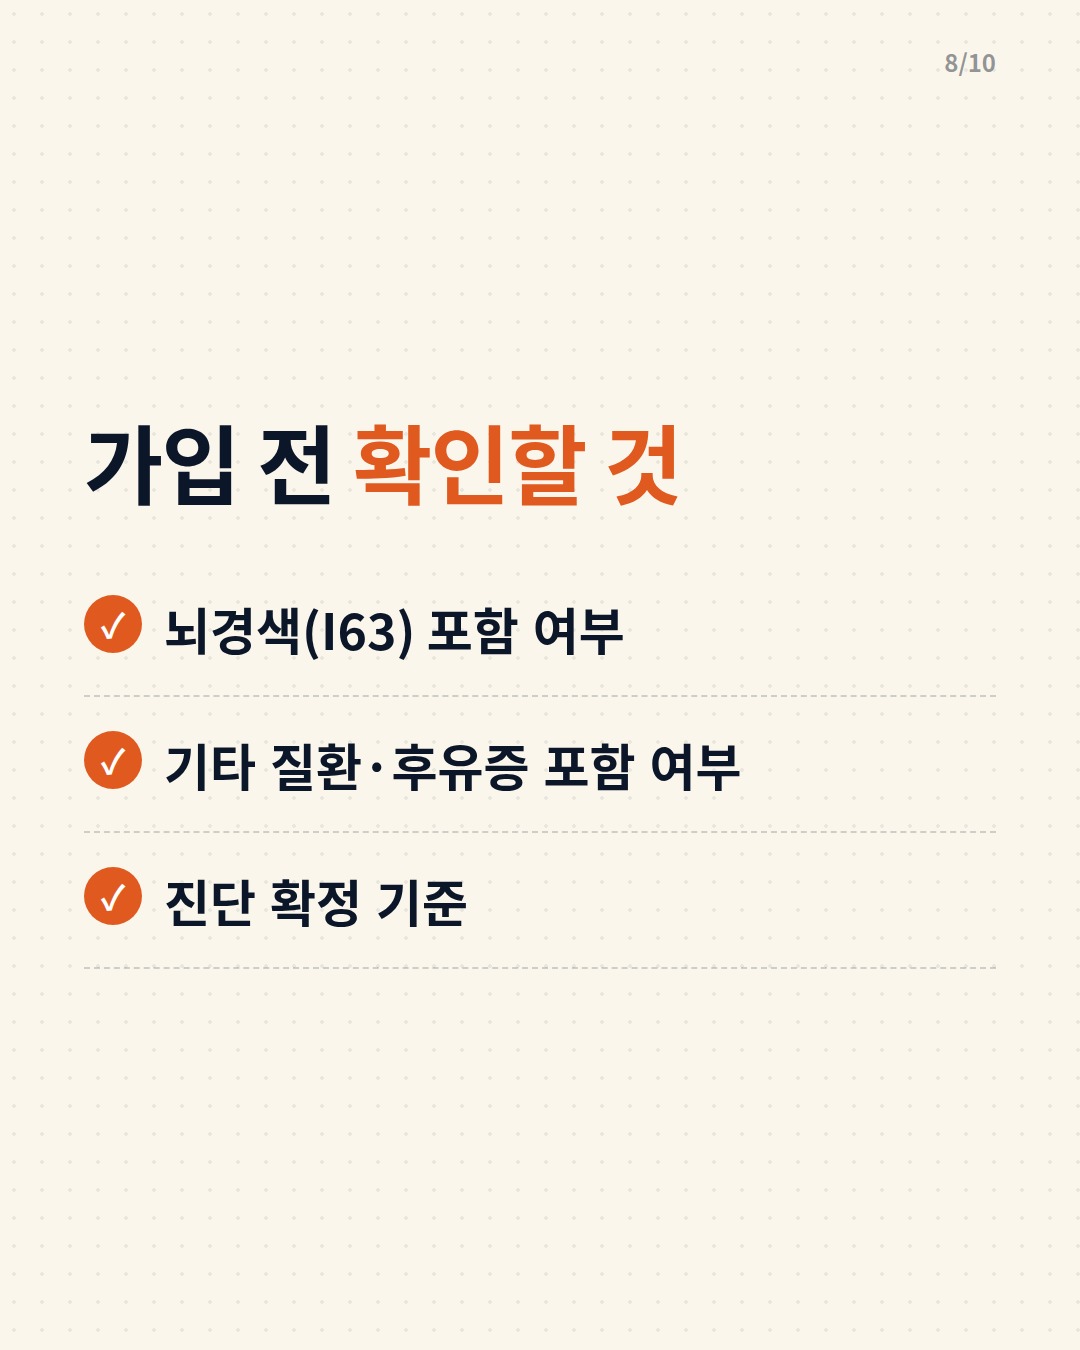 8/10
가입 전 확인할 것
✓ 뇌경색(I63) 포함 여부
✓ 기타 질환·후유증 포함 여부
✓ 진단 확정 기준